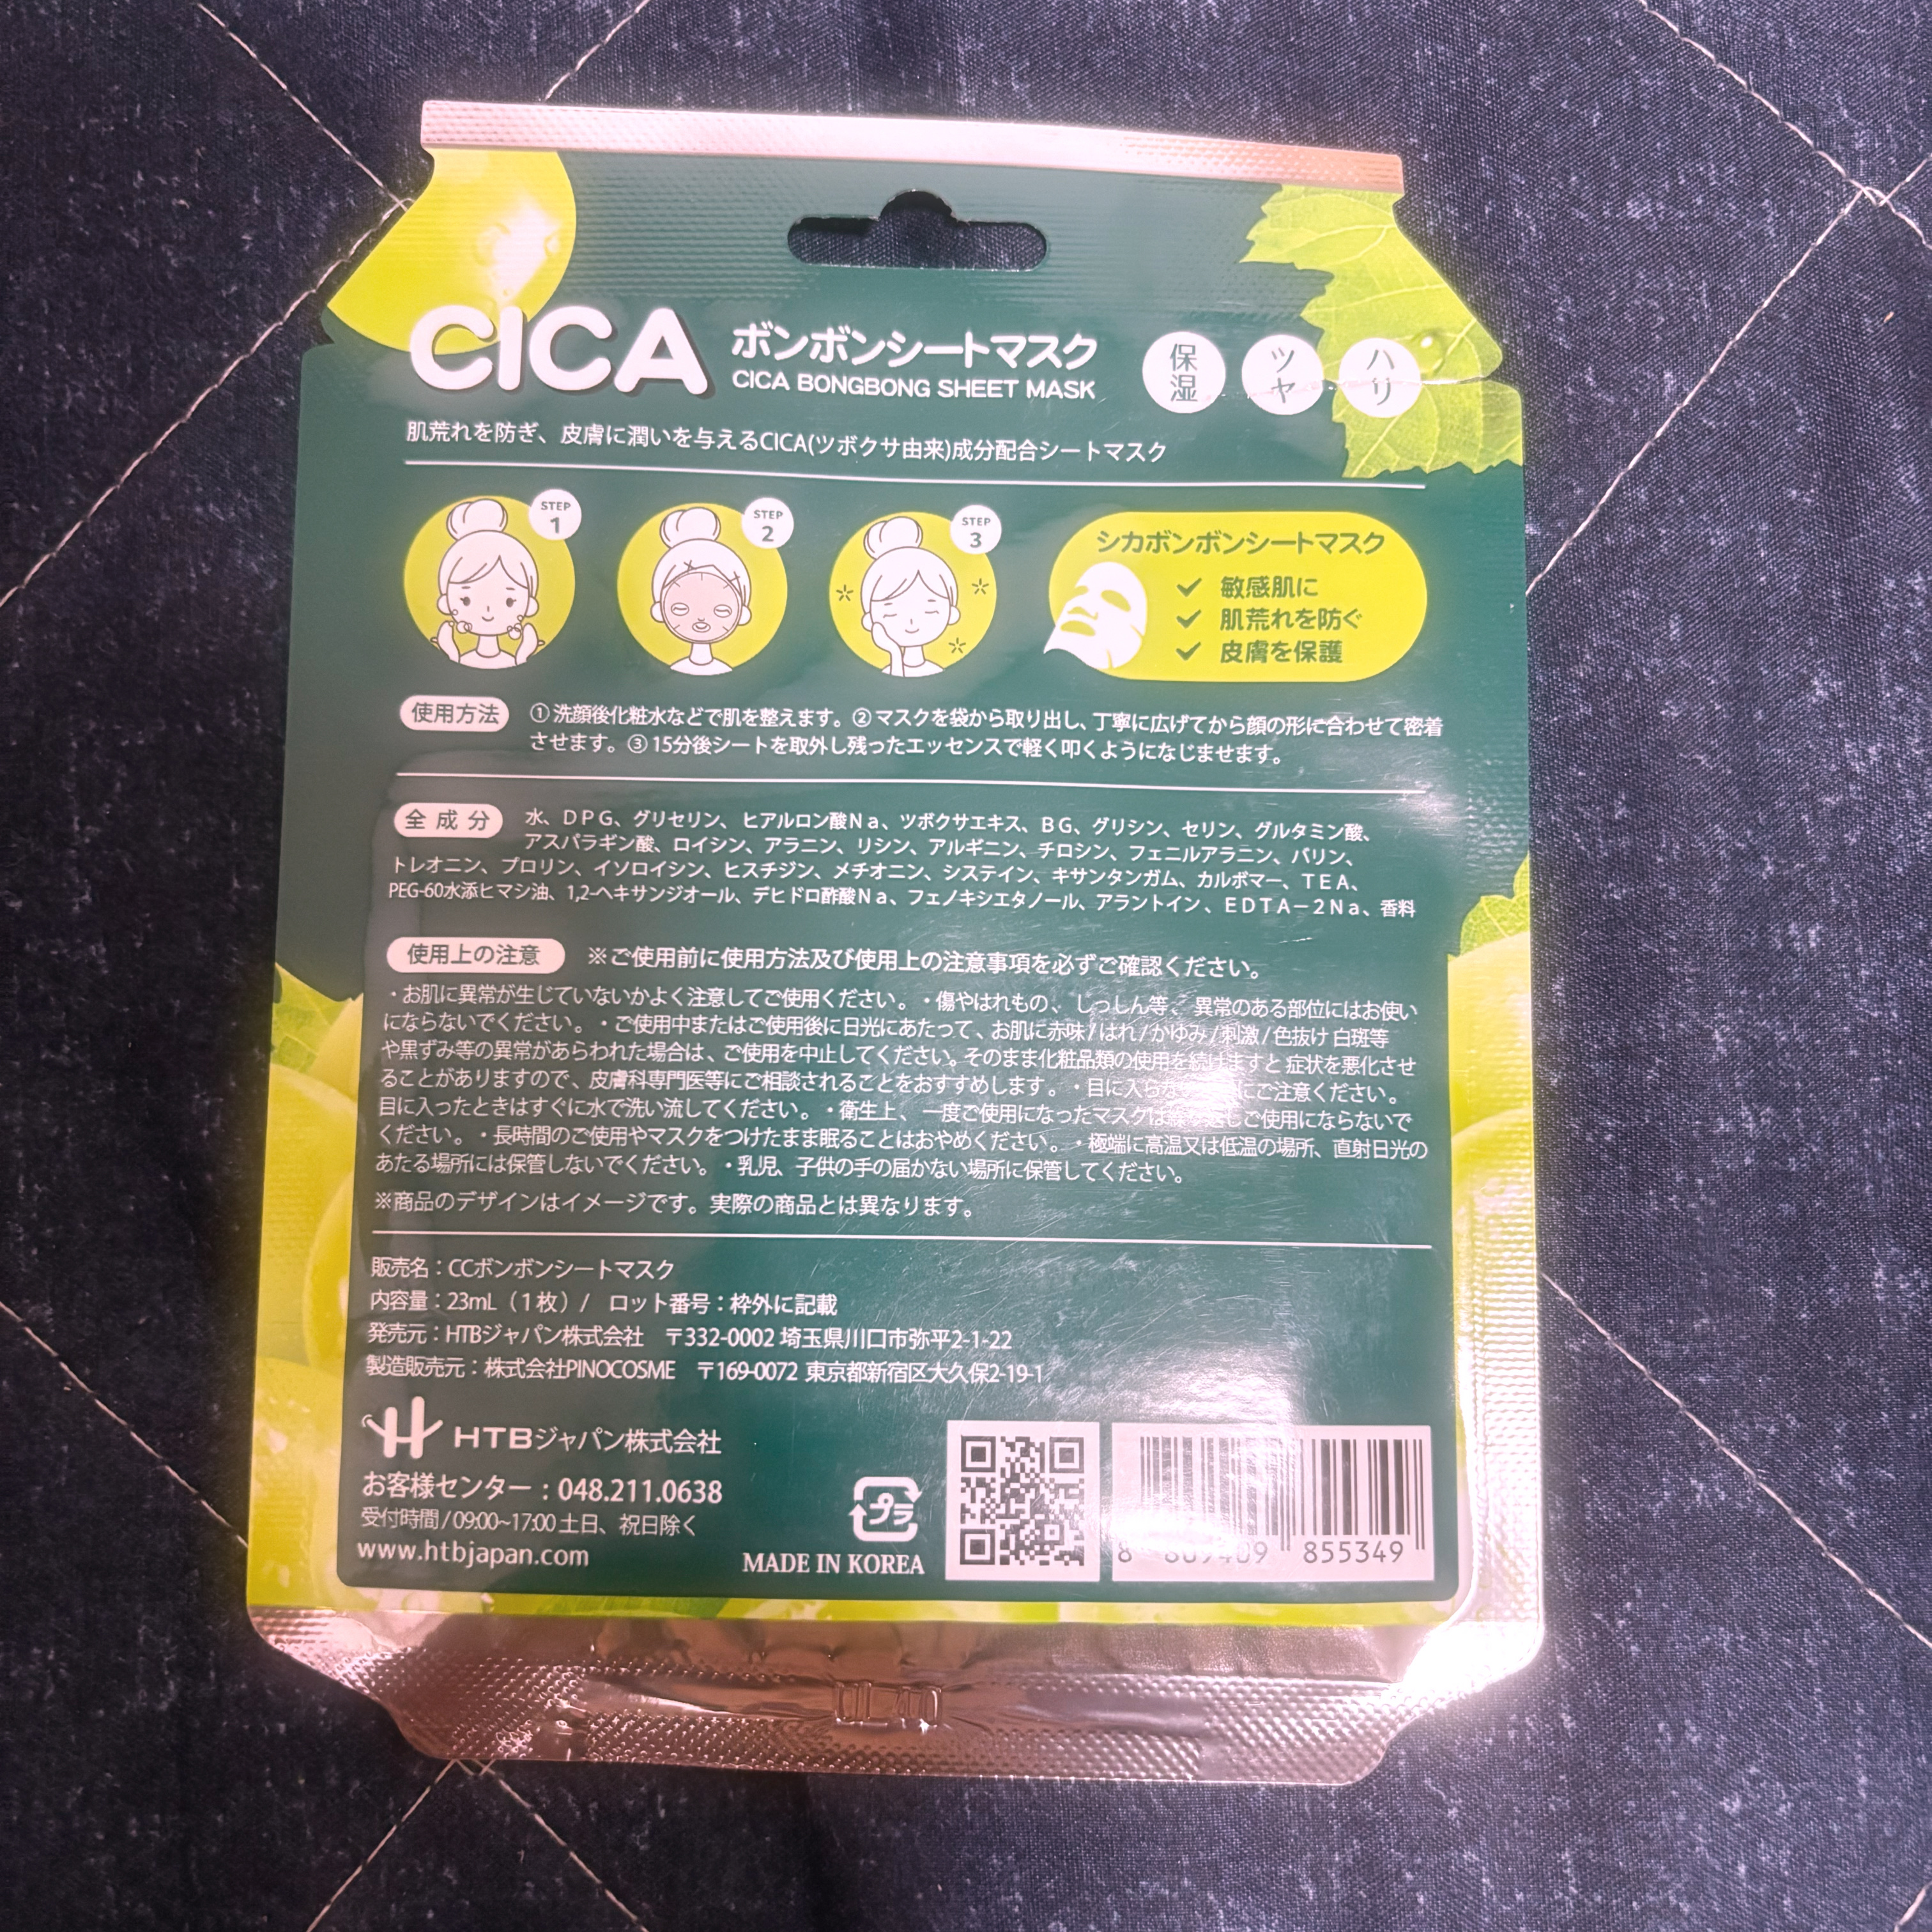 CICA ボンボンシートマスク
CICA BONGBONG SHEET MASK
保湿 ツヤ ハリ
肌荒れを防ぎ、皮膚に潤いを与えるCICA(ツボクサ由来)成分配合シートマスク
STEP 1
STEP 2
STEP 3
シカボンボンシートマスク
敏感肌に
肌荒れを防ぐ
皮膚を保護
使用方法 ①洗顔後化粧水などで肌を整えます。②マスクを袋から取り出し、丁寧に広げてから顔の形に合わせて密着
させます。③15分後シートを取外し残ったエッセンスで軽く叩くようになじませます。
全成分 水、DPG、グリセリン、ヒアルロン酸Na、ツボクサエキス、BG、グリシン、セリン、グルタミン酸、
アスパラギン酸、ロイシン、アラニン、リシン、アルギニン、チロシン、フェニルアラニン、バリン、
トレオニン、プロリン、イソロイシン、ヒスチジン、メチオニン、システイン、キサンタンガム、カルボマー、TEA、
PEG-60水添ヒマシ油、1,2-ヘキサンジオール、デヒドロ酢酸Na、フェノキシエタノール、アラントイン、EDTA－2Na、香料
使用上の注意 ※ご使用前に使用方法及び使用上の注意事項を必ずご確認ください。
・お肌に異常が生じていないかよく注意してご使用ください。・傷やはれもの、しっしん等、異常のある部位にはお使い
にならないでください。・ご使用中またはご使用後に日光にあたって、お肌に赤味/はれ/かゆみ/刺激/色抜け 白斑等
や黒ずみ等の異常があらわれた場合は、ご使用を中止してください。そのまま化粧品類の使用を続けますと 症状を悪化させ
ることがありますので、皮膚科専門医等にご相談されることをおすすめします。・目に入らな にご注意ください。
目に入ったときはすぐに水で洗い流してください。・衛生上、一度ご使用になったマスクは 返しご使用にならないで
ください。・長時間のご使用やマスクをつけたまま眠ることはおやめください。・極端に高温又は低温の場所、直射日光の
あたる場所には保管しないでください。・乳児、子供の手の届かない場所に保管してください。
※商品のデザインはイメージです。実際の商品とは異なります。
販売名：CCボンボンシートマスク
内容量：23mL（1枚）/ ロット番号：枠外に記載
発売元：HTBジャパン株式会社 〒332-0002 埼玉県川口市弥平2-1-22
製造販売元：株式会社PINOCOSME 〒169-0072 東京都新宿区大久保2-19-1
HTBジャパン株式会社
お客様センター：048.211.0638
受付時間/09:00~17:00 土日、祝日除く
www.htbjapan.com
プラ
MADE IN KOREA
8 809409 855349